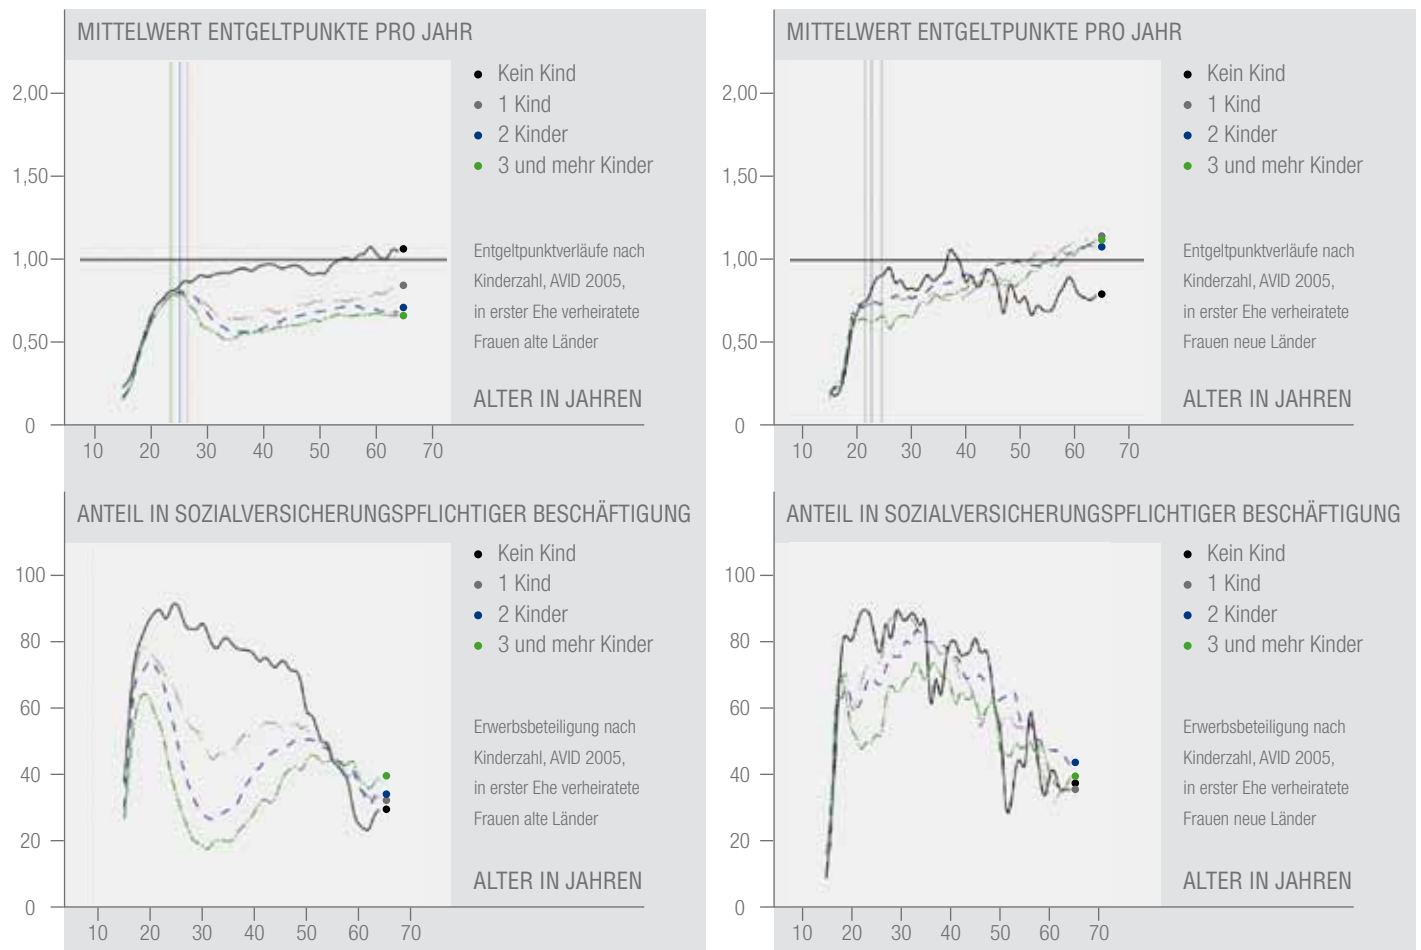 MITTELWERT ENTGELTPUNKTE PRO JAHR
2,00
1,50
1,00
0,50
0
Kein Kind
1 Kind
2 Kinder
3 und mehr Kinder
Entgeltpunktverläufe nach
Kinderzahl, AVID 2005,
in erster Ehe verheiratete
Frauen alte Länder
ALTER IN JAHREN
10 20 30 40 50 60 70
MITTELWERT ENTGELTPUNKTE PRO JAHR
2,00
1,50
1,00
0,50
0
Kein Kind
1 Kind
2 Kinder
3 und mehr Kinder
Entgeltpunktverläufe nach
Kinderzahl, AVID 2005,
in erster Ehe verheiratete
Frauen neue Länder
ALTER IN JAHREN
10 20 30 40 50 60 70
ANTEIL IN SOZIALVERSICHERUNGSPFLICHTIGER BESCHÄFTIGUNG
100
80
60
40
20
0
Kein Kind
1 Kind
2 Kinder
3 und mehr Kinder
Erwerbsbeteiligung nach
Kinderzahl, AVID 2005,
in erster Ehe verheiratete
Frauen alte Länder
ALTER IN JAHREN
10 20 30 40 50 60 70
ANTEIL IN SOZIALVERSICHERUNGSPFLICHTIGER BESCHÄFTIGUNG
100
80
60
40
20
0
Kein Kind
1 Kind
2 Kinder
3 und mehr Kinder
Erwerbsbeteiligung nach
Kinderzahl, AVID 2005,
in erster Ehe verheiratete
Frauen neue Länder
ALTER IN JAHREN
10 20 30 40 50 60 70